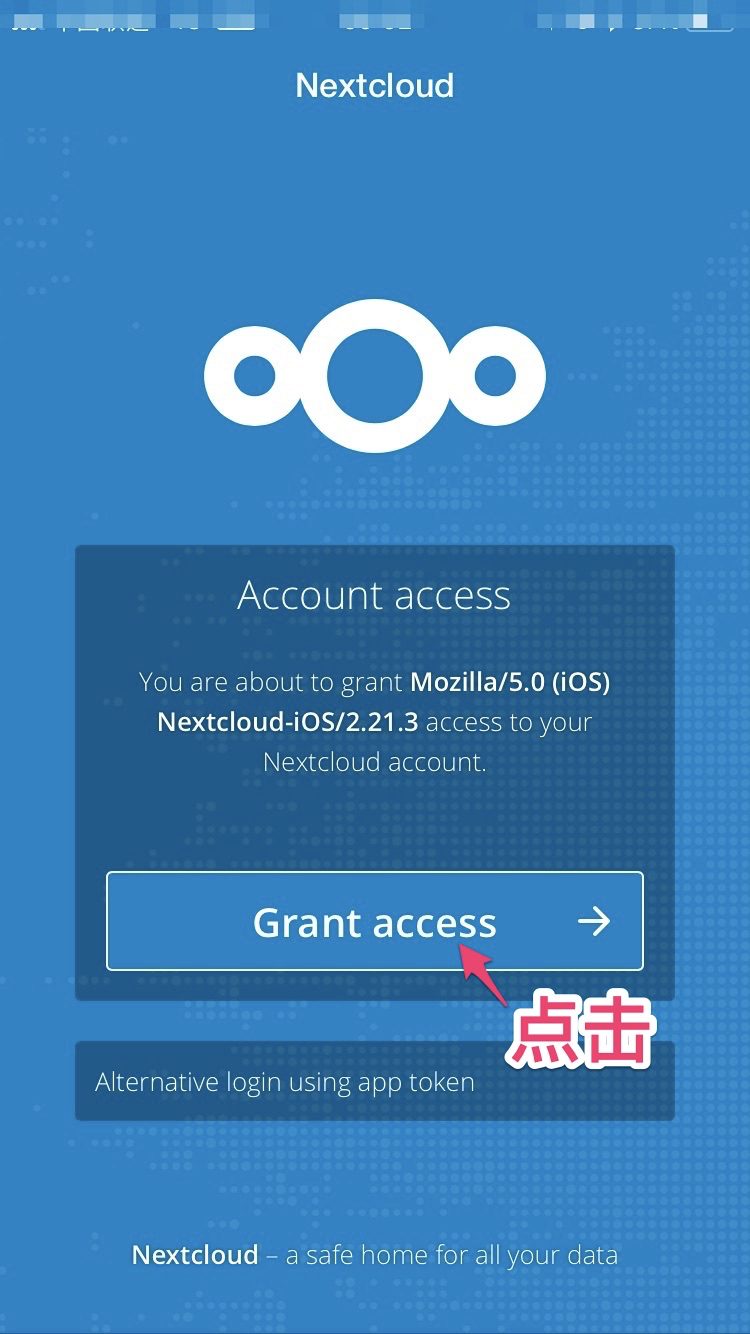 Nextcloud
Account access
You are about to grant Mozilla/5.0 (iOS)
Nextcloud-iOS/2.21.3 access to your
Nextcloud account.
Grant access
点击
Alternative login using app token
Nextcloud – a safe home for all your data